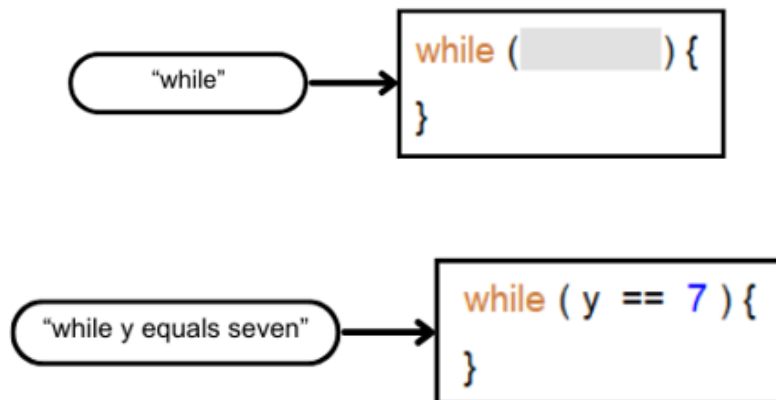 “while”
while ( ) {
}
“while y equals seven”
while ( y == 7 ) {
}